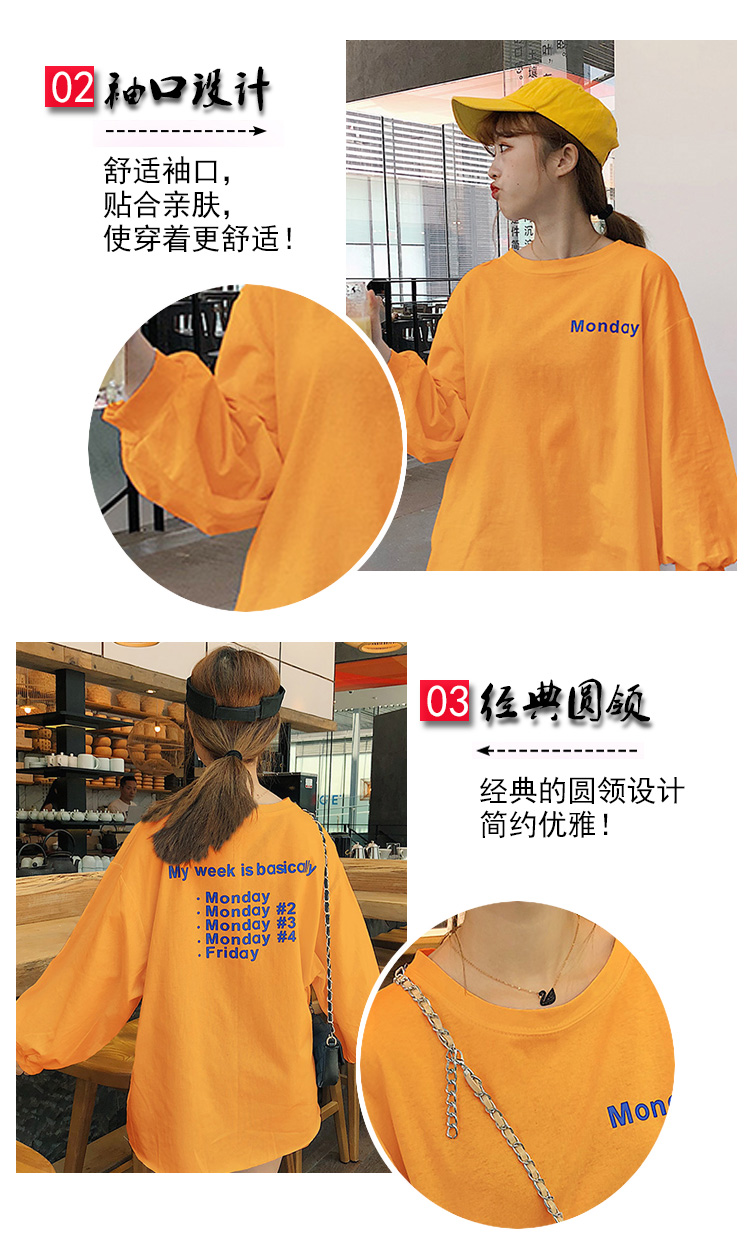 02 袖口设计
舒适袖口，
贴合亲肤，
使穿着更舒适！
Monday
03 经典圆领
经典的圆领设计
简约优雅！
My week is basically
· Monday
· Monday #2
· Monday #3
· Monday #4
· Friday
Mon